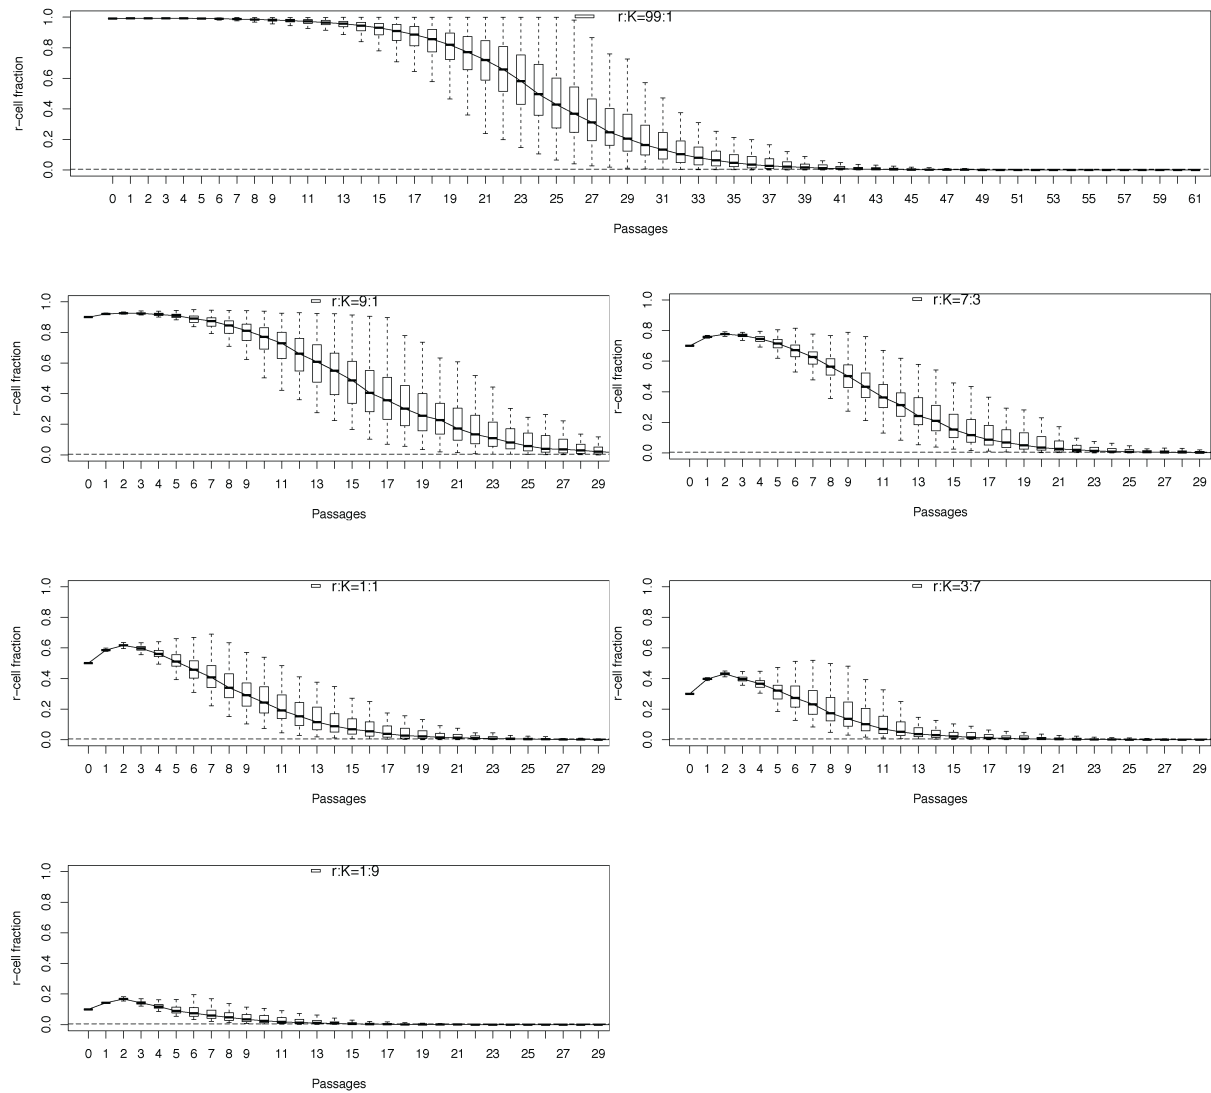 r:K=99:1
r-cell fraction
0.0 0.2 0.4 0.6 0.8 1.0
0 1 2 3 4 5 6 7 8 9 11 13 15 17 19 21 23 25 27 29 31 33 35 37 39 41 43 45 47 49 51 53 55 57 59 61
Passages
r:K=9:1
r-cell fraction
0.0 0.2 0.4 0.6 0.8 1.0
0 1 2 3 4 5 6 7 8 9 11 13 15 17 19 21 23 25 27 29
Passages
r:K=7:3
r-cell fraction
0.0 0.2 0.4 0.6 0.8 1.0
0 1 2 3 4 5 6 7 8 9 11 13 15 17 19 21 23 25 27 29
Passages
r:K=1:1
r-cell fraction
0.0 0.2 0.4 0.6 0.8 1.0
0 1 2 3 4 5 6 7 8 9 11 13 15 17 19 21 23 25 27 29
Passages
r:K=3:7
r-cell fraction
0.0 0.2 0.4 0.6 0.8 1.0
0 1 2 3 4 5 6 7 8 9 11 13 15 17 19 21 23 25 27 29
Passages
r:K=1:9
r-cell fraction
0.0 0.2 0.4 0.6 0.8 1.0
0 1 2 3 4 5 6 7 8 9 11 13 15 17 19 21 23 25 27 29
Passages